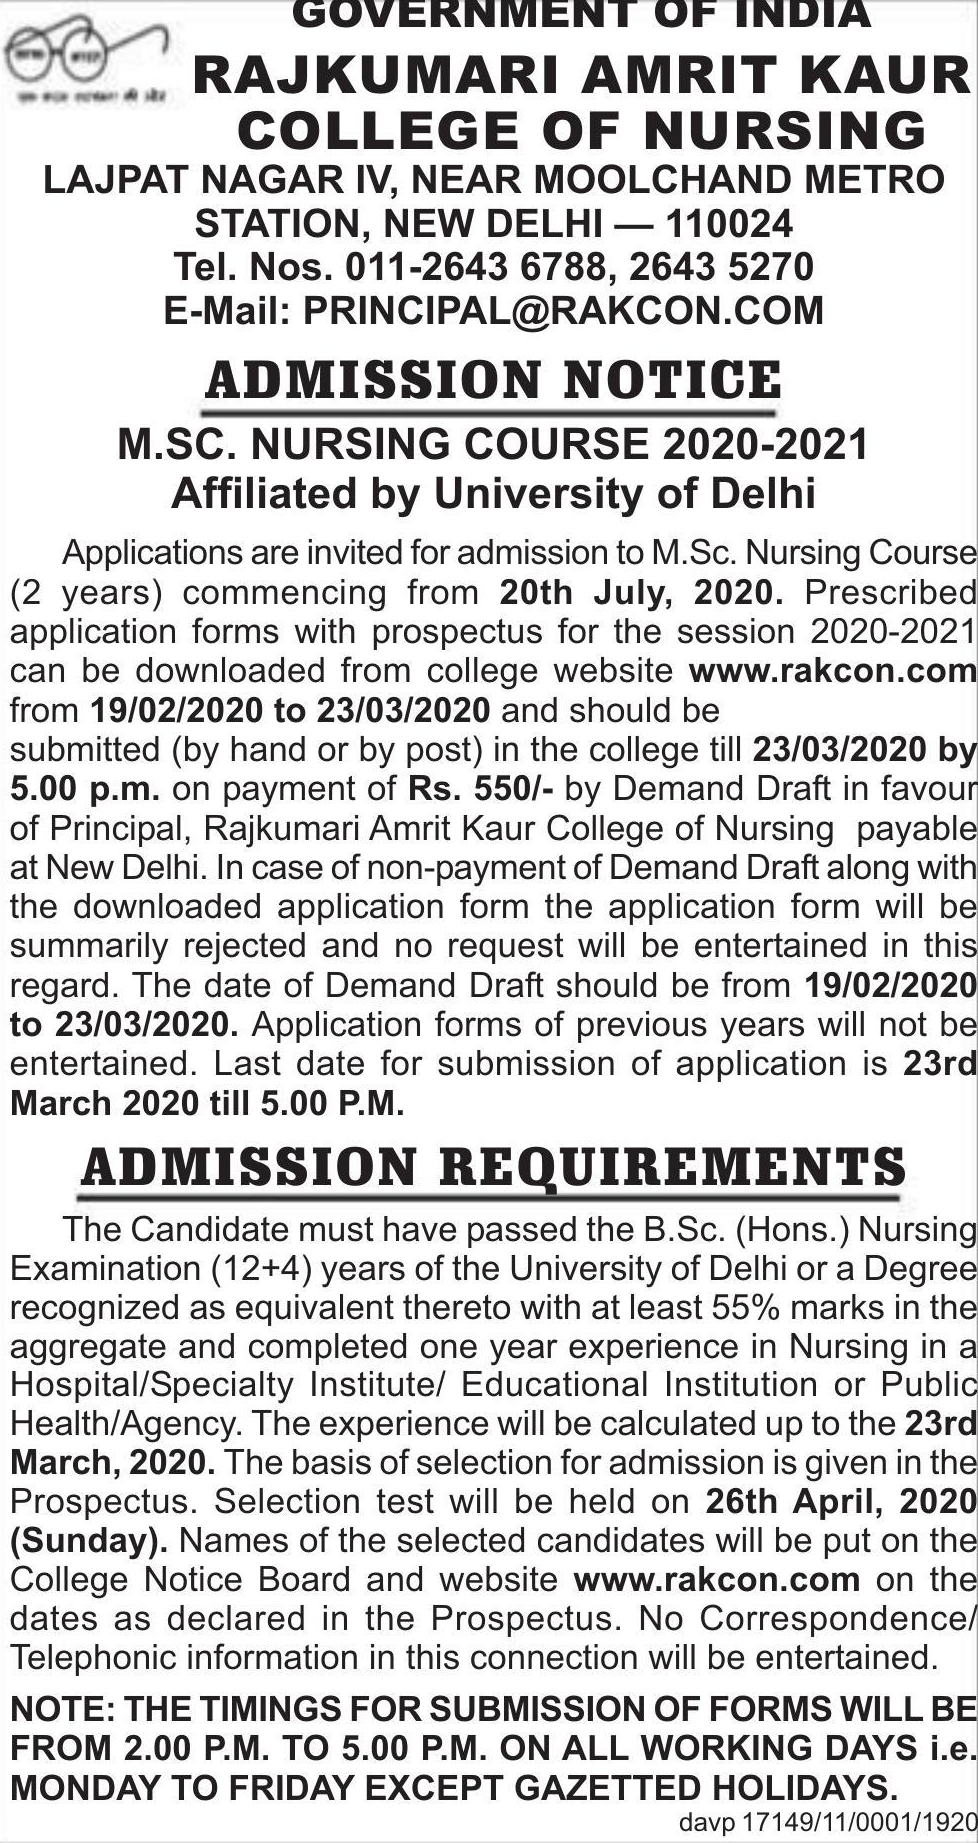 GOVERNMENT OF INDIA
RAJKUMARI AMRIT KAUR
COLLEGE OF NURSING
LAJPAT NAGAR IV, NEAR MOOLCHAND METRO
STATION, NEW DELHI — 110024
Tel. Nos. 011-2643 6788, 2643 5270
E-Mail: PRINCIPAL@RAKCON.COM
ADMISSION NOTICE
M.SC. NURSING COURSE 2020-2021
Affiliated by University of Delhi
Applications are invited for admission to M.Sc. Nursing Course
(2 years) commencing from 20th July, 2020. Prescribed
application forms with prospectus for the session 2020-2021
can be downloaded from college website www.rakcon.com
from 19/02/2020 to 23/03/2020 and should be
submitted (by hand or by post) in the college till 23/03/2020 by
5.00 p.m. on payment of Rs. 550/- by Demand Draft in favour
of Principal, Rajkumari Amrit Kaur College of Nursing payable
at New Delhi. In case of non-payment of Demand Draft along with
the downloaded application form the application form will be
summarily rejected and no request will be entertained in this
regard. The date of Demand Draft should be from 19/02/2020
to 23/03/2020. Application forms of previous years will not be
entertained. Last date for submission of application is 23rd
March 2020 till 5.00 P.M.
ADMISSION REQUIREMENTS
The Candidate must have passed the B.Sc. (Hons.) Nursing
Examination (12+4) years of the University of Delhi or a Degree
recognized as equivalent thereto with at least 55% marks in the
aggregate and completed one year experience in Nursing in a
Hospital/Specialty Institute/ Educational Institution or Public
Health/Agency. The experience will be calculated up to the 23rd
March, 2020. The basis of selection for admission is given in the
Prospectus. Selection test will be held on 26th April, 2020
(Sunday). Names of the selected candidates will be put on the
College Notice Board and website www.rakcon.com on the
dates as declared in the Prospectus. No Correspondence/
Telephonic information in this connection will be entertained.
NOTE: THE TIMINGS FOR SUBMISSION OF FORMS WILL BE
FROM 2.00 P.M. TO 5.00 P.M. ON ALL WORKING DAYS i.e.
MONDAY TO FRIDAY EXCEPT GAZETTED HOLIDAYS.
davp 17149/11/0001/1920